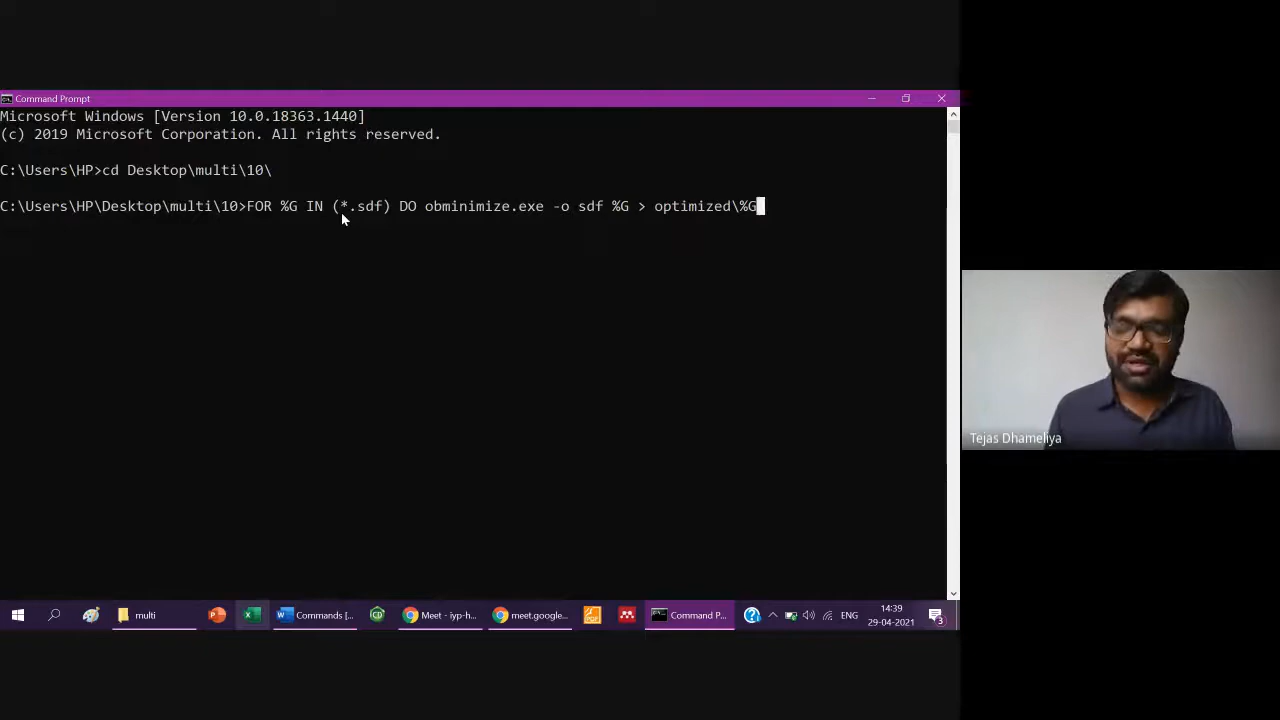 Command Prompt
Microsoft Windows [Version 10.0.18363.1440]
(c) 2019 Microsoft Corporation. All rights reserved.
C:\Users\HP>cd Desktop\multi\10\
C:\Users\HP\Desktop\multi\10>FOR %G IN (*.sdf) DO obminimize.exe -o sdf %G > optimized\%G
Tejas Dhameliya
multi
Commands [...
Meet - iyp-h...
meet.google...
Command P...
ENG
14:39
29-04-2021
3